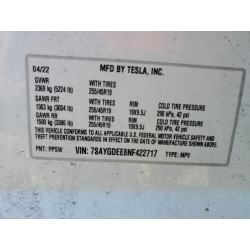 04/22 MFD BY TESLA, INC.
GVWR WITH TIRES
2369 kg (5224 lb) 255/45R19
GAWR FRT WITH TIRES RIM COLD TIRE PRESSURE
1363 kg (3004 lb) 255/45R19 19X9.5J 290 kPa, 42 psi
GAWR RR WITH TIRES RIM COLD TIRE PRESSURE
1500 kg (3306 lb) 255/45R19 19X9.5J 290 kPa, 42 psi
THIS VEHICLE CONFORMS TO ALL APPLICABLE U.S. FEDERAL MOTOR VEHICLE SAFETY
AND THEFT PREVENTION STANDARDS IN EFFECT ON THE DATE OF MANUFACTURE
SHOWN ABOVE.
PNT: PPSW VIN: 7SAYGDEE8NF422717 TYPE: MPV